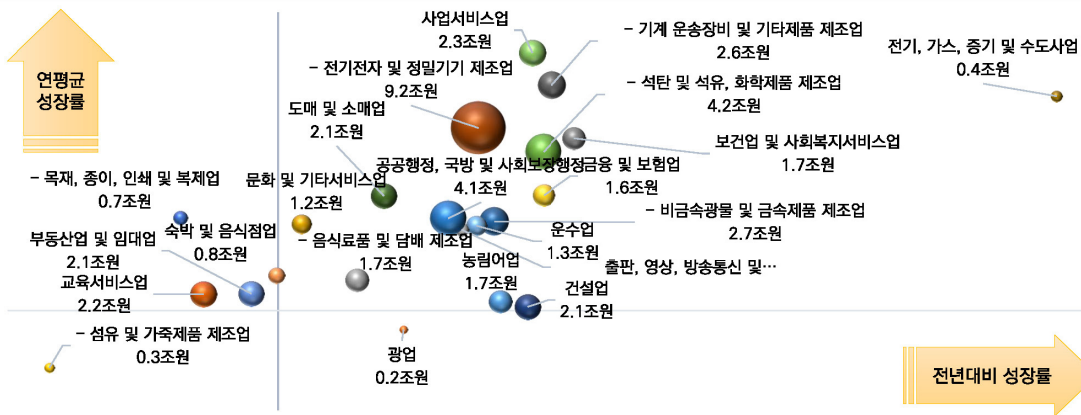 연평균
성장률
사업서비스업
2.3조원
- 기계 운송장비 및 기타제품 제조업
2.6조원
전기, 가스, 증기 및 수도사업
0.4조원
- 전기전자 및 정밀기기 제조업
9.2조원
- 석탄 및 석유, 화학제품 제조업
4.2조원
도매 및 소매업
2.1조원
보건업 및 사회복지서비스업
1.7조원
공공행정, 국방 및 사회보장행정
4.1조원
금융 및 보험업
1.6조원
- 목재, 종이, 인쇄 및 복제업
0.7조원
문화 및 기타서비스업
1.2조원
- 비금속광물 및 금속제품 제조업
2.7조원
숙박 및 음식점업
0.8조원
운수업
1.3조원
부동산업 및 임대업
2.1조원
- 음식료품 및 담배 제조업
1.7조원
농림어업
1.7조원
출판, 영상, 방송통신 및…
교육서비스업
2.2조원
건설업
2.1조원
- 섬유 및 가죽제품 제조업
0.3조원
광업
0.2조원
전년대비 성장률